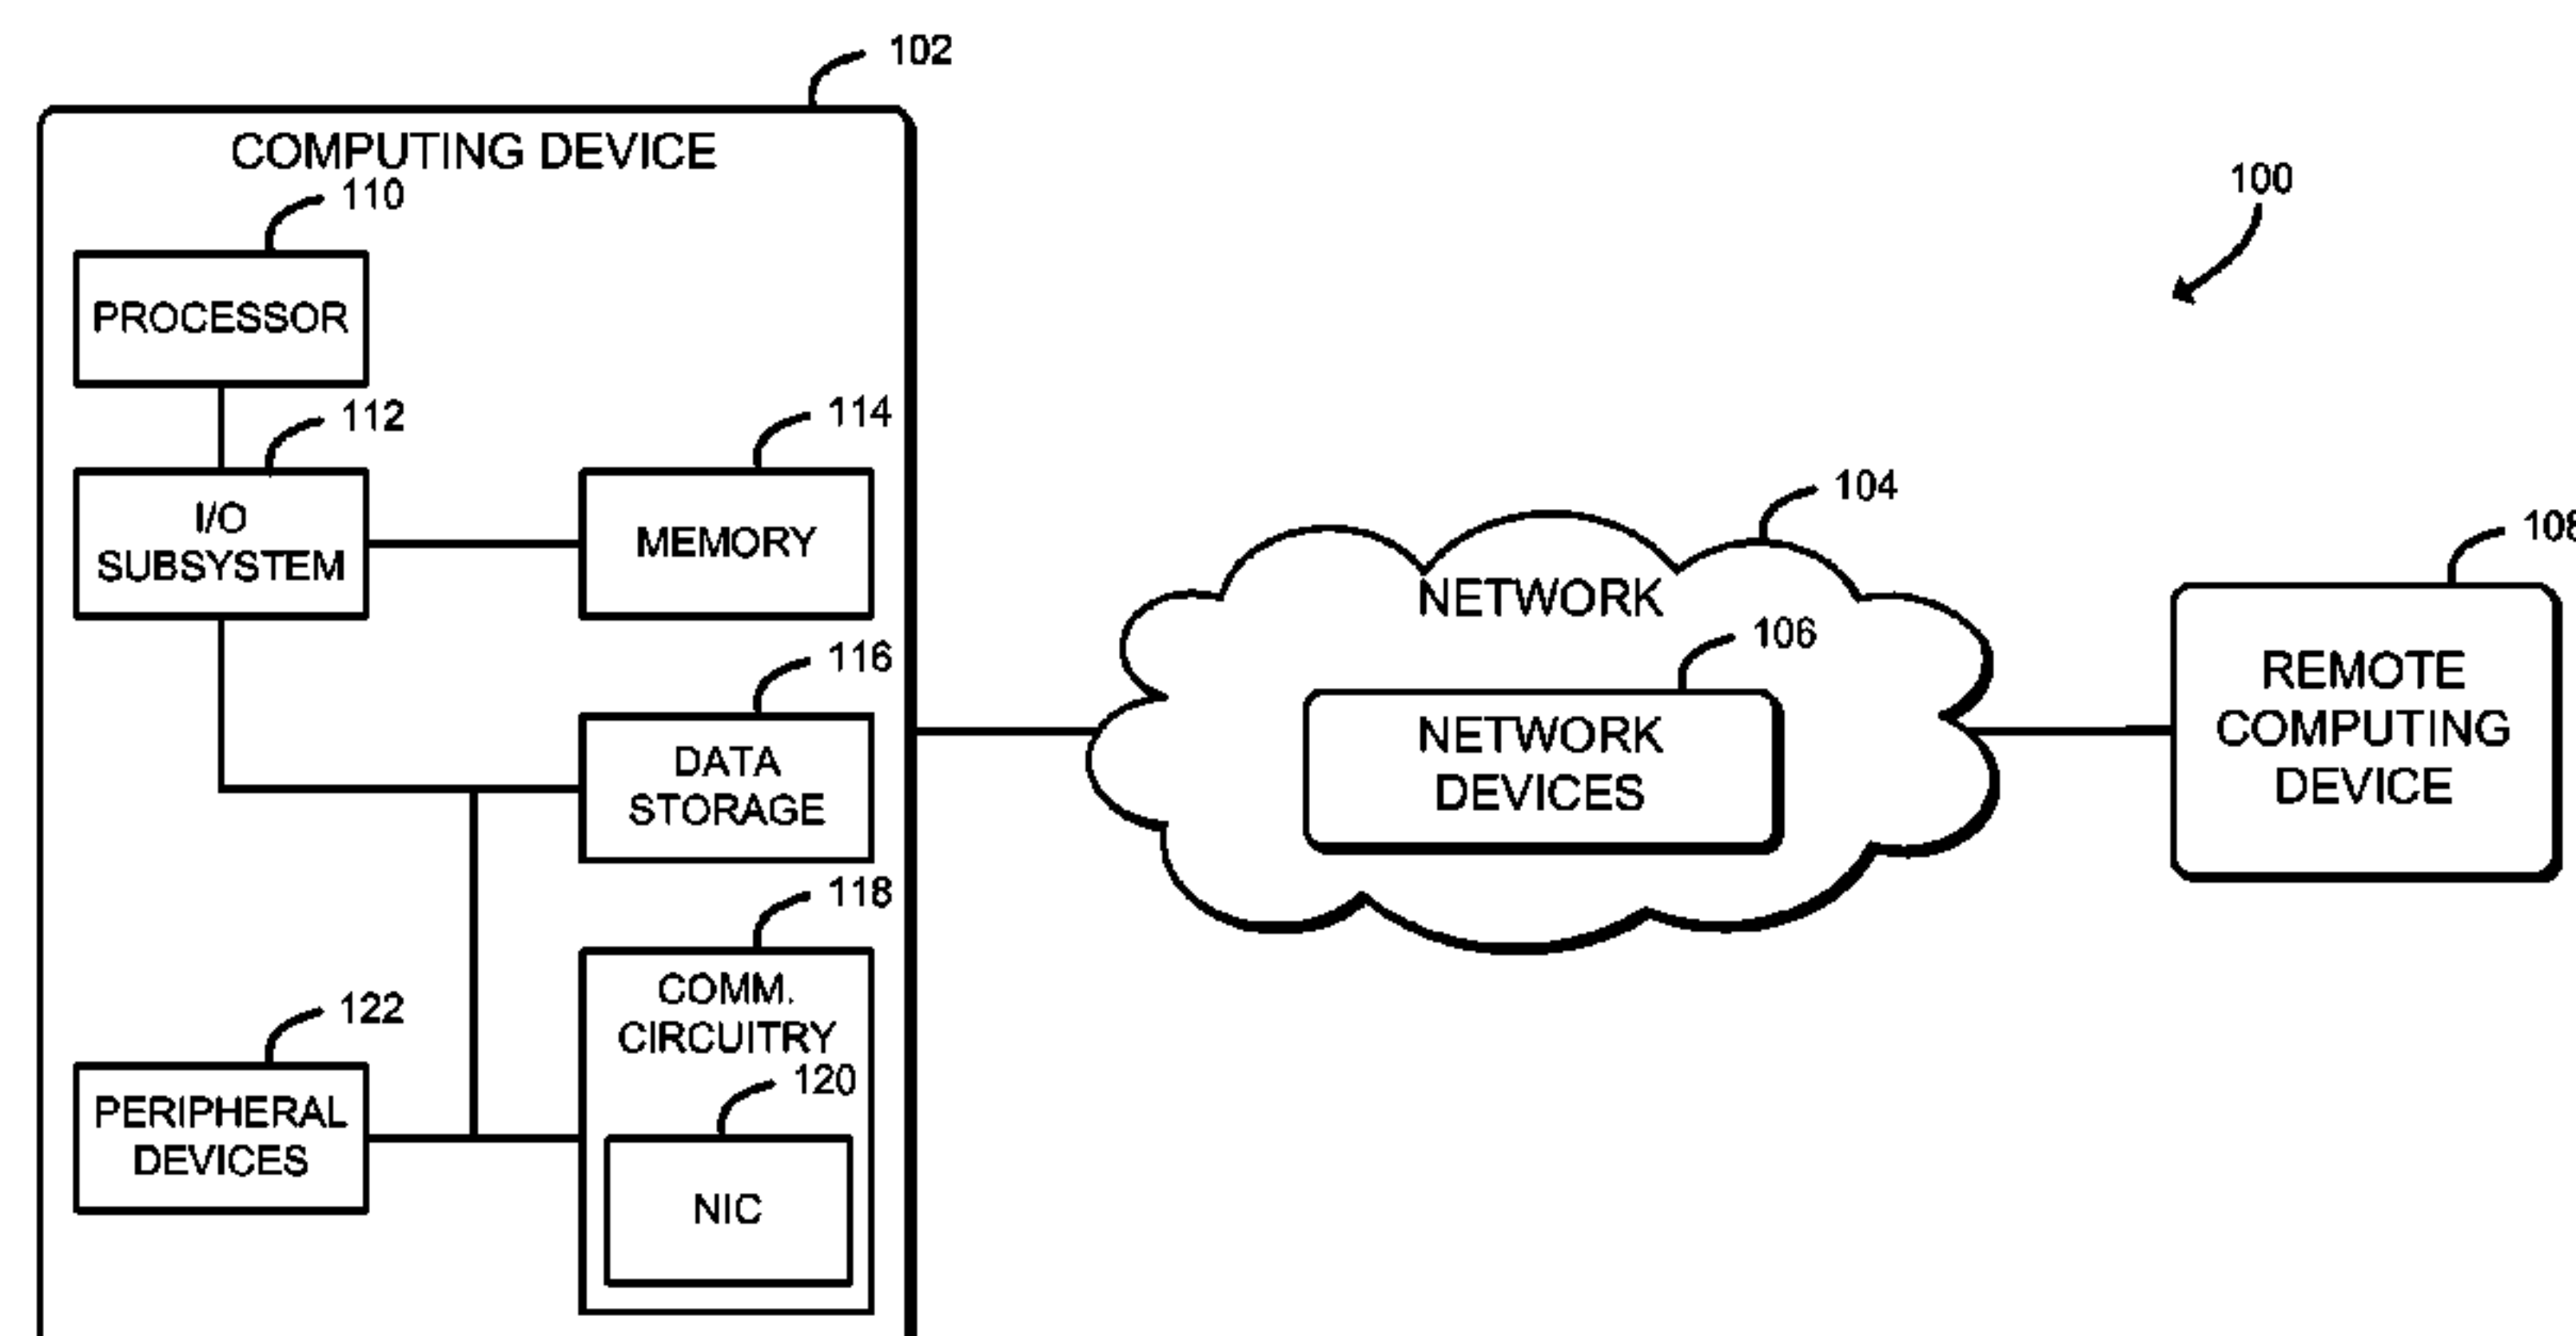 102
COMPUTING DEVICE
110
PROCESSOR
112
I/O
SUBSYSTEM
114
MEMORY
116
DATA
STORAGE
118
COMM.
CIRCUITRY
120
NIC
122
PERIPHERAL
DEVICES
100
104
NETWORK
106
NETWORK
DEVICES
108
REMOTE
COMPUTING
DEVICE